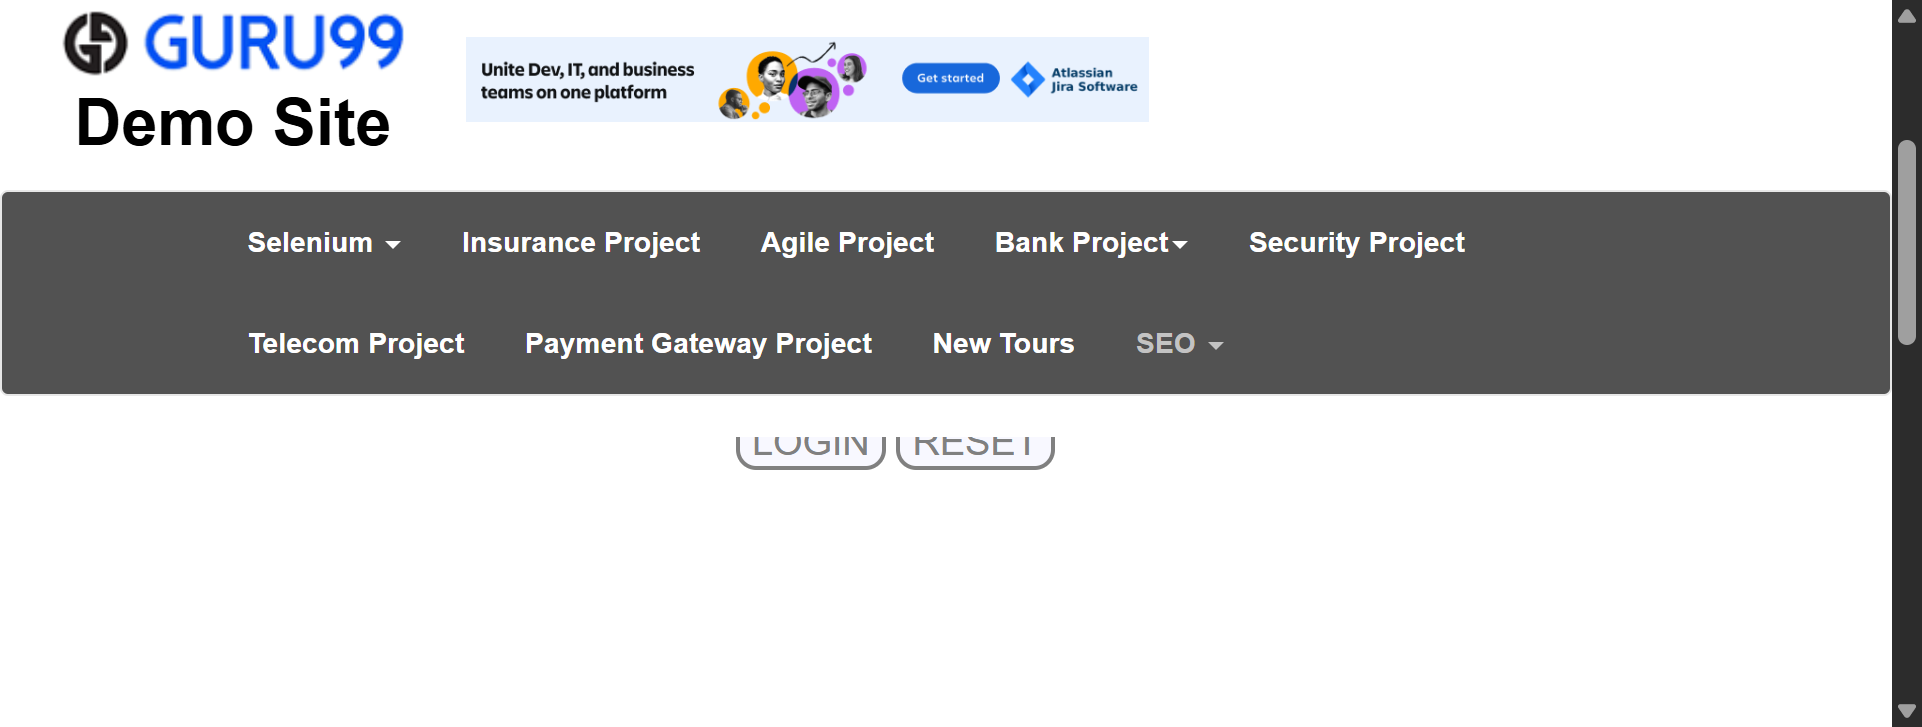 GURU99
Demo Site
Unite Dev, IT, and business
teams on one platform
Get started
Atlassian
Jira Software
Selenium
Insurance Project
Agile Project
Bank Project
Security Project
Telecom Project
Payment Gateway Project
New Tours
SEO
LOGIN
RESET